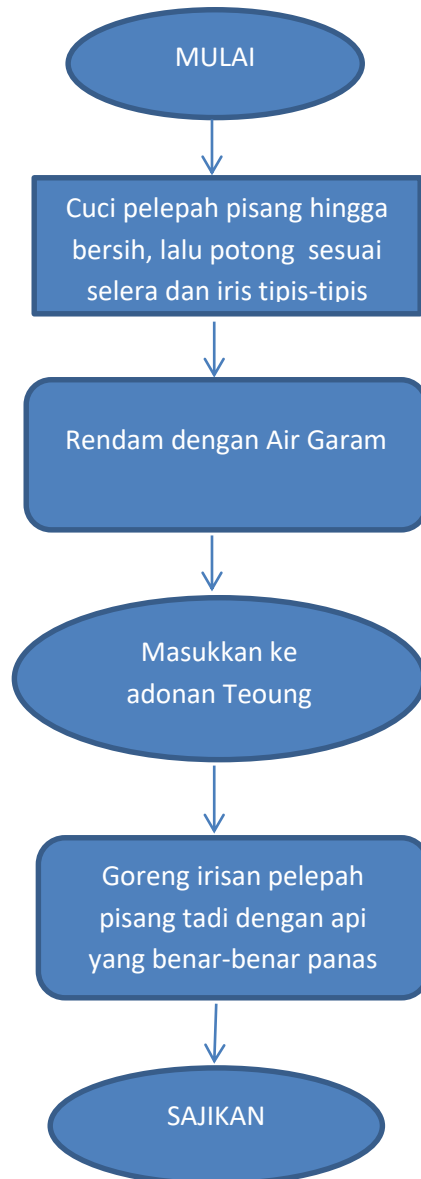 MULAI
Cuci pelepah pisang hingga
bersih, lalu potong sesuai
selera dan iris tipis-tipis
Rendam dengan Air Garam
Masukkan ke
adonan Teoung
Goreng irisan pelepah
pisang tadi dengan api
yang benar-benar panas
SAJIKAN